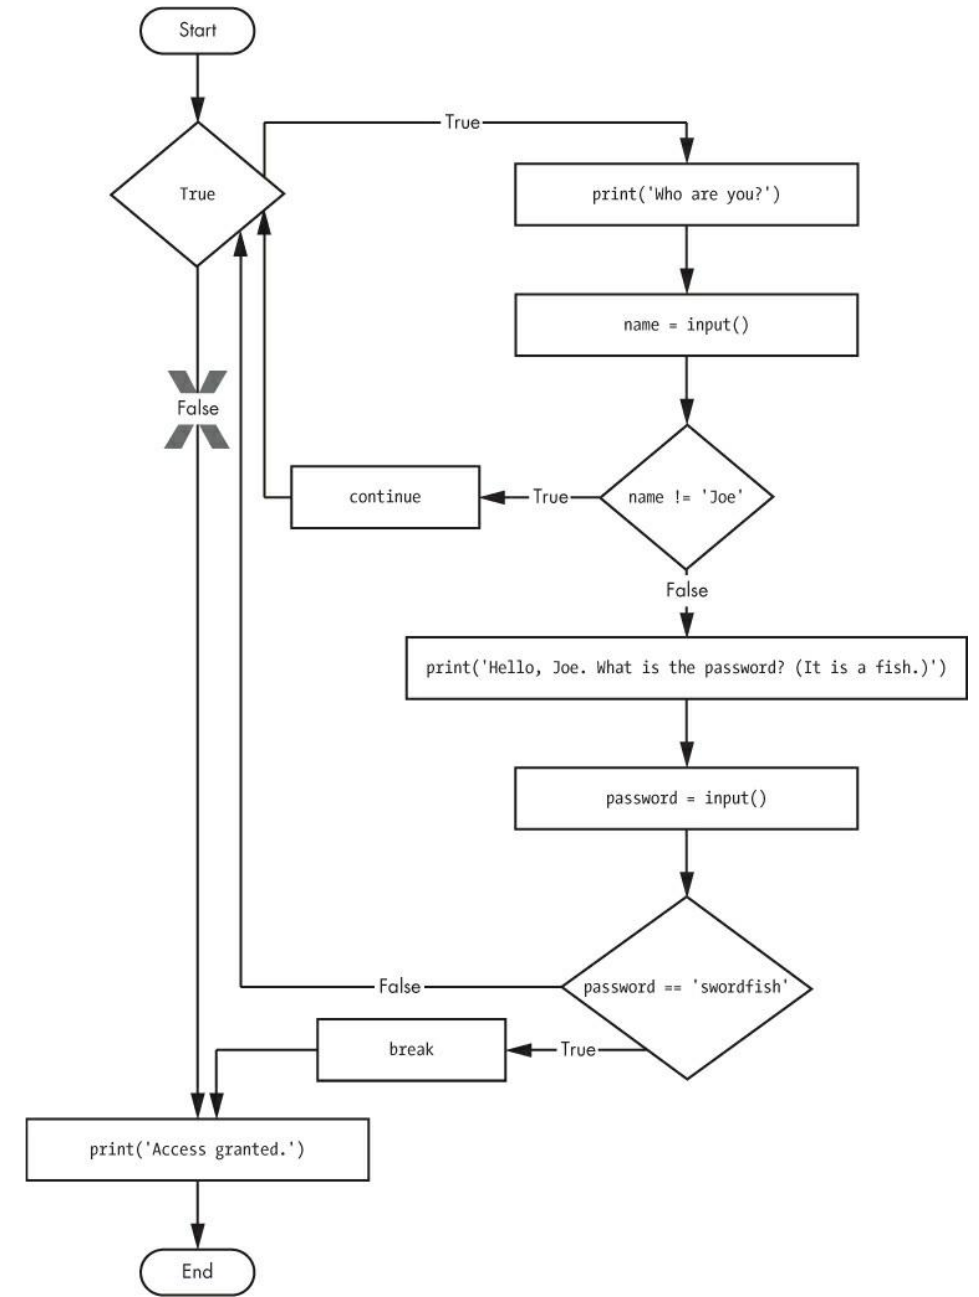 Start
True
True
print('Who are you?')
name = input()
False
continue
True
name != 'Joe'
False
print('Hello, Joe. What is the password? (It is a fish.)')
password = input()
False
password == 'swordfish'
break
True
print('Access granted.')
End